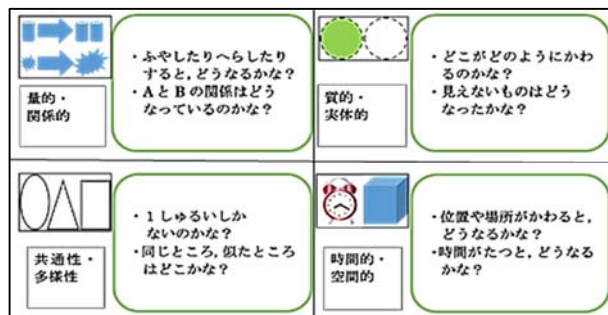 量的・
関係的
・ふやしたりへらしたり
すると，どうなるかな？
・AとBの関係はどう
なっているのかな？
質的・
実体的
・どこがどのようにかわ
るのかな？
・見えないものはどう
なったかな？
共通性・
多様性
・１しゅるいしか
ないのかな？
・同じところ，似たところ
はどこかな？
時間的・
空間的
・位置や場所がかわると，
どうなるかな？
・時間がたつと，どうなる
かな？